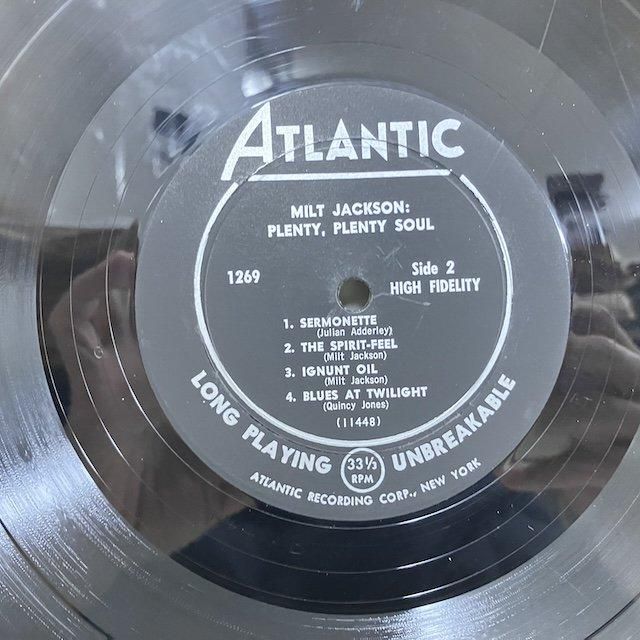 ATLANTIC
MILT JACKSON:
PLENTY, PLENTY SOUL
1269
Side 2
HIGH FIDELITY
1. SERMONETTE
(Julian Adderley)
2. THE SPIRIT-FEEL
(Milt Jackson)
3. IGNUNT OIL
(Milt Jackson)
4. BLUES AT TWILIGHT
(Quincy Jones)
(11448)
LONG PLAYING 33⅓ RPM UNBREAKABLE
ATLANTIC RECORDING CORP., NEW YORK